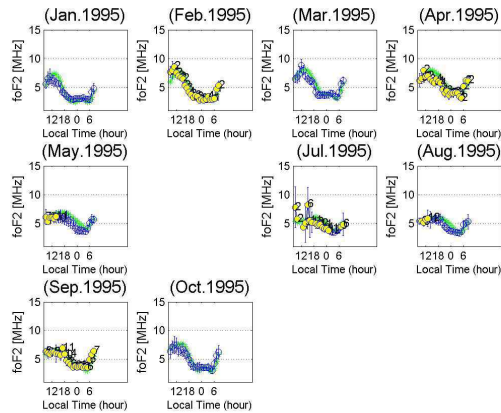 (Jan.1995) (Feb.1995) (Mar.1995) (Apr.1995)
foF2 [MHz] 15 10 5 foF2 [MHz] 15 10 5 foF2 [MHz] 15 10 5 foF2 [MHz] 15 10 5
1218 0 6 1218 0 6 1218 0 6 1218 0 6
Local Time (hour) Local Time (hour) Local Time (hour) Local Time (hour)
(May.1995) (Jul.1995) (Aug.1995)
foF2 [MHz] 15 10 5 foF2 [MHz] 15 10 5 foF2 [MHz] 15 10 5
1218 0 6 1218 0 6 1218 0 6
Local Time (hour) Local Time (hour) Local Time (hour)
(Sep.1995) (Oct.1995)
foF2 [MHz] 15 10 5 foF2 [MHz] 15 10 5
1218 0 6 1218 0 6
Local Time (hour) Local Time (hour)